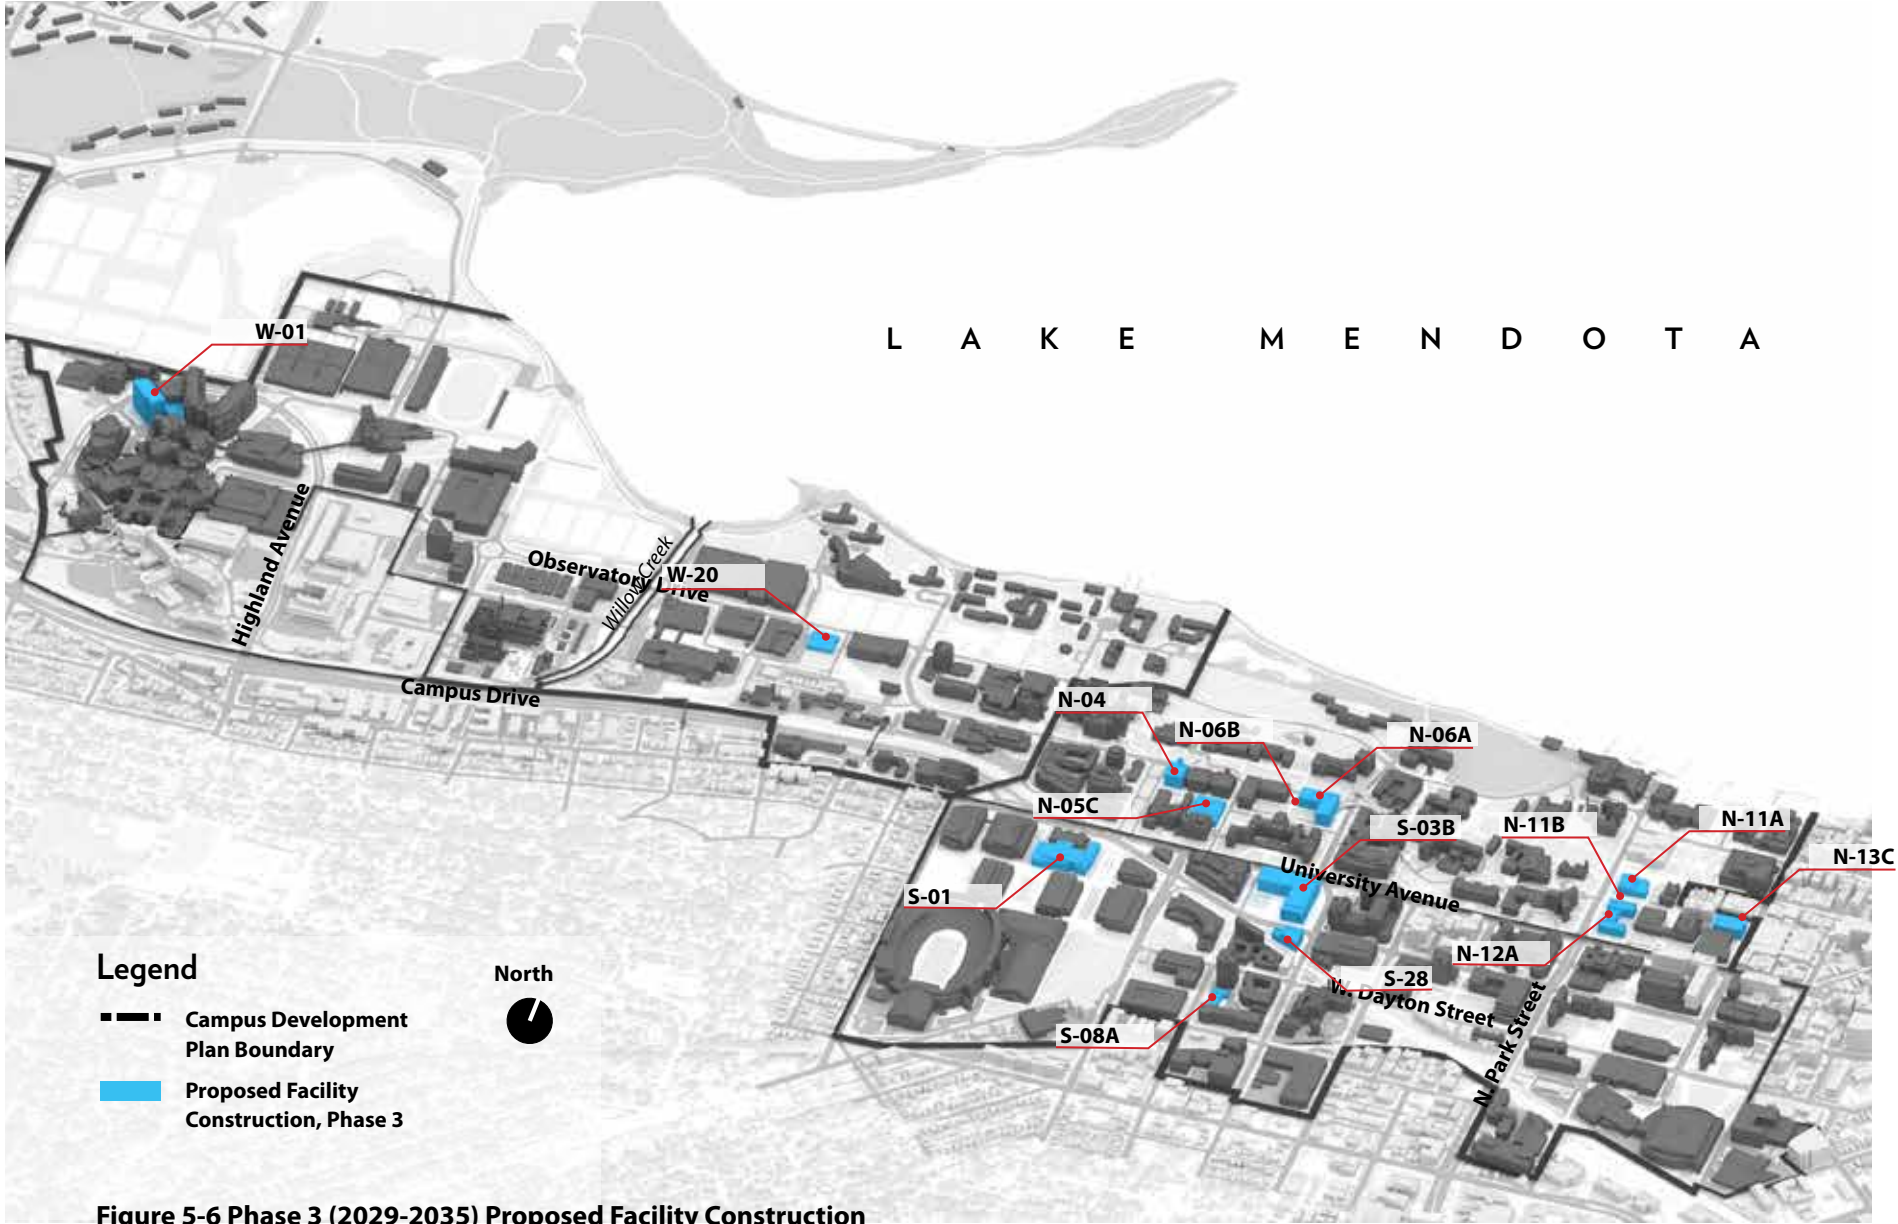 W-01
LAKE MENDOTA
Highland Avenue
Observatory Drive
Willow Creek
W-20
Campus Drive
N-04
N-06B
N-06A
N-05C
S-03B
N-11B
N-11A
N-13C
University Avenue
S-01
N-12A
S-28
W. Dayton Street
S-08A
N. Park Street
Legend
North
Campus Development
Plan Boundary
Proposed Facility
Construction, Phase 3
Figure 5-6 Phase 3 (2029-2035) Proposed Facility Construction